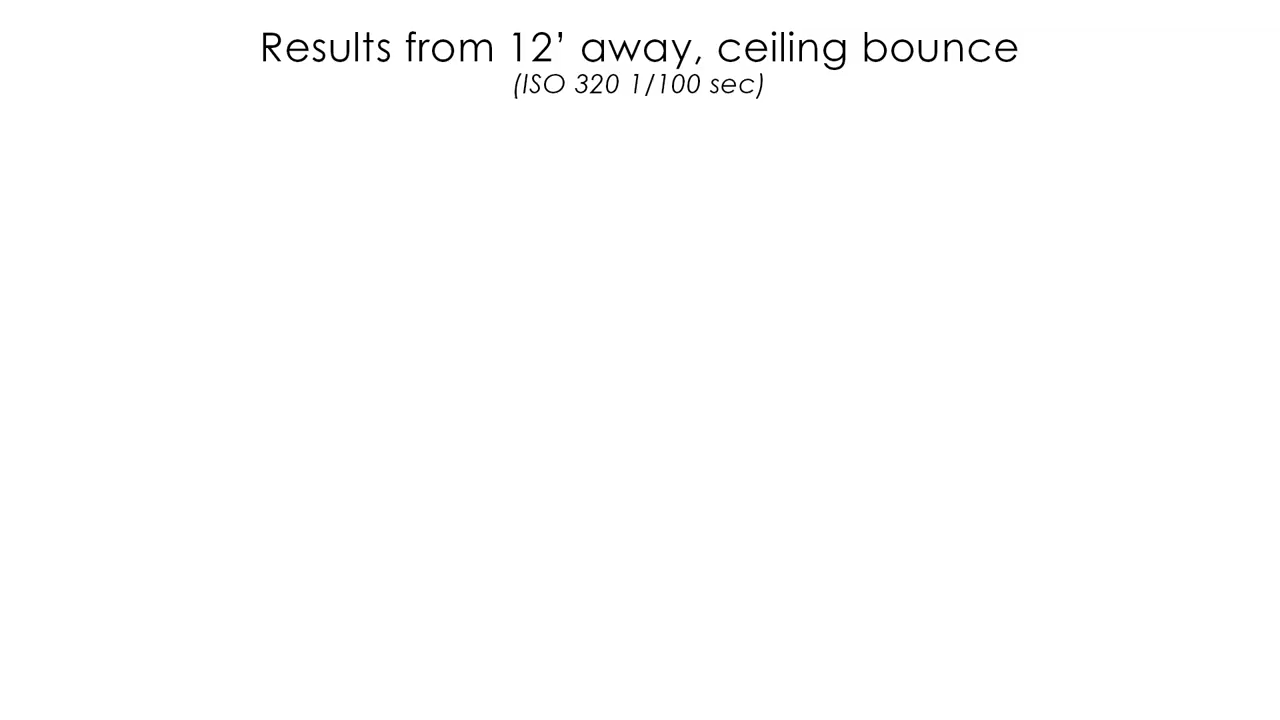 Results from 12’ away, ceiling bounce
(ISO 320 1/100 sec)